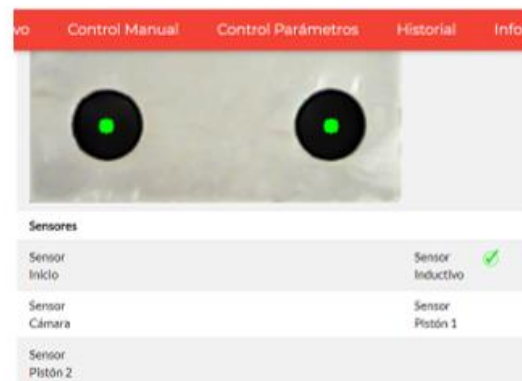 vo Control Manual Control Parámetros Historial Info
Sensores
Sensor Inicio
Sensor Inductivo
Sensor Cámara
Sensor Pistón 1
Sensor Pistón 2